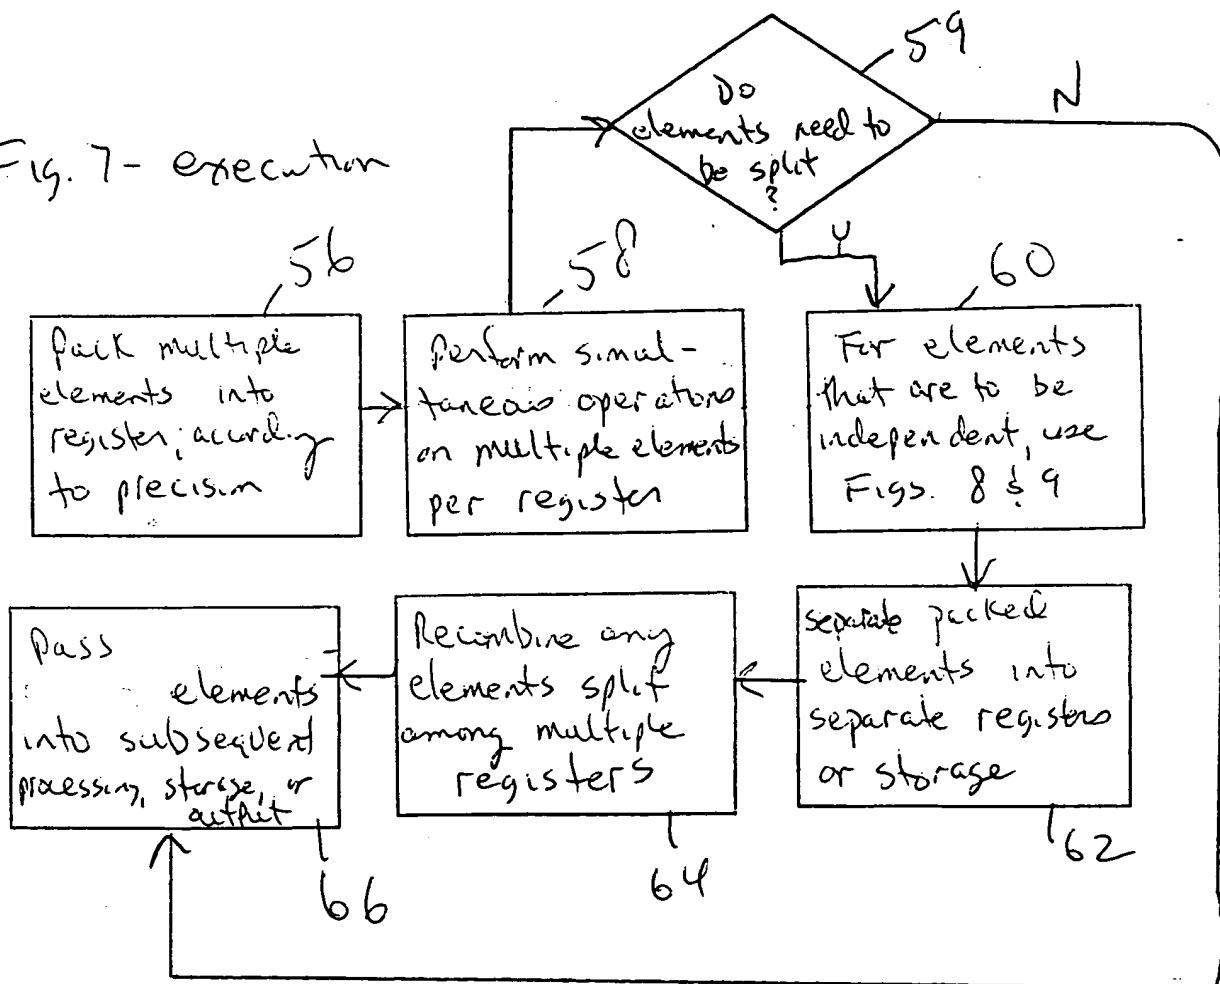 Fig. 7 - execution
56
Pack multiple
elements into
register, according
to precision
58
Perform simul-
taneous operations
on multiple elements
per register
59
Do
elements need to
be split
?
N
Y
60
For elements
that are to be
independent, use
Figs. 8 & 9
separate packed
elements into
separate registers
or storage
62
Recombine any
elements split
among multiple
registers
64
Pass
elements
into subsequent
processing, storage, or
output
66